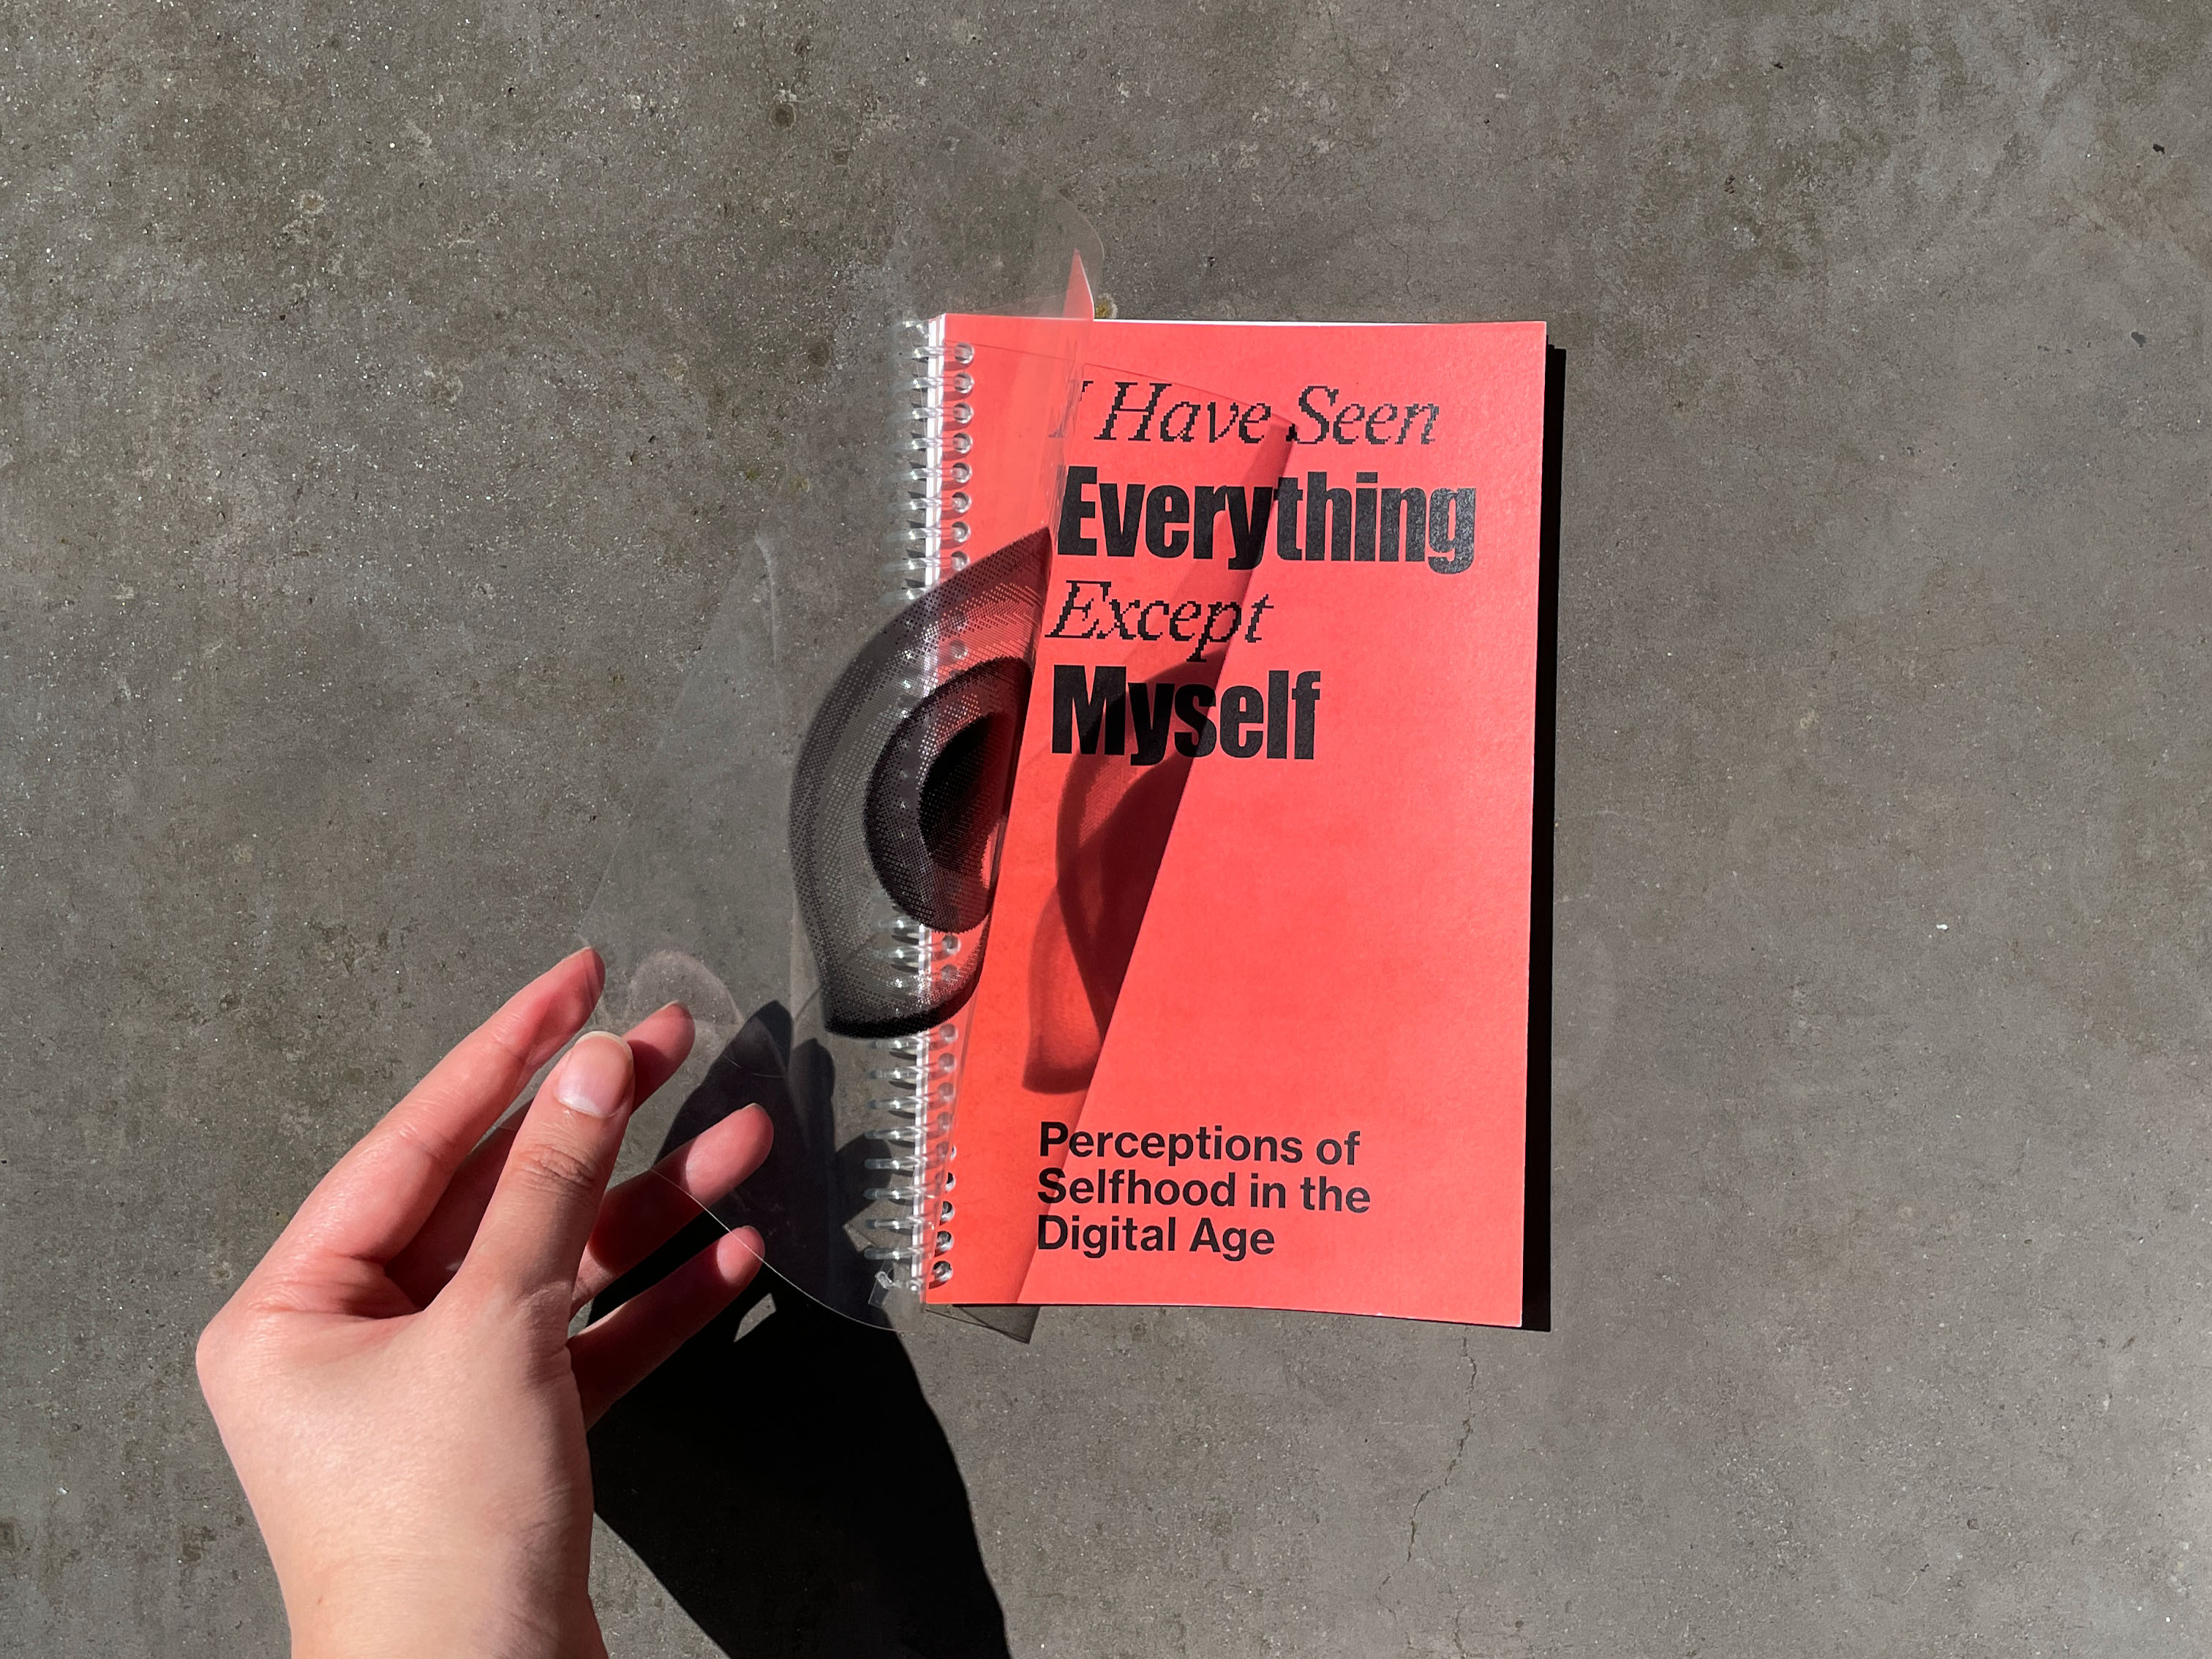 I Have Seen
Everything
Except
Myself
Perceptions of
Selfhood in the
Digital Age